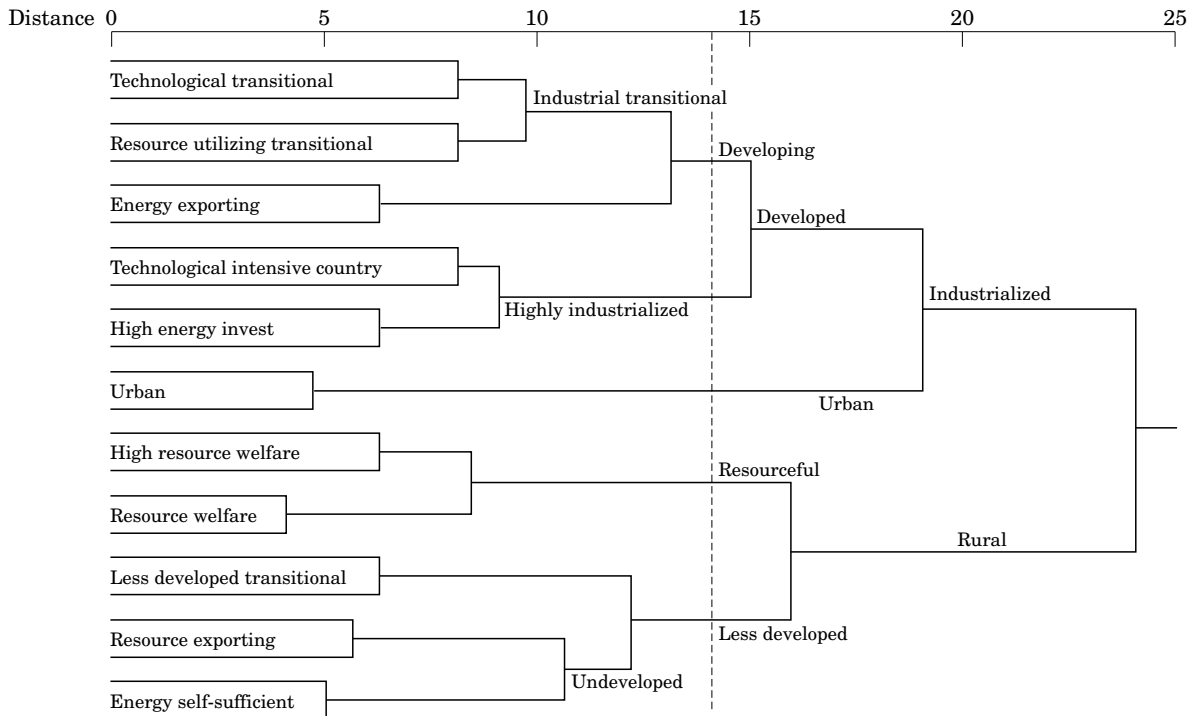 Distance 0 5 10 15 20 25
Technological transitional
Industrial transitional
Resource utilizing transitional
Developing
Energy exporting
Developed
Technological intensive country
Industrialized
Highly industrialized
High energy invest
Urban
Urban
High resource welfare
Resourceful
Resource welfare
Rural
Less developed transitional
Resource exporting
Less developed
Undeveloped
Energy self-sufficient